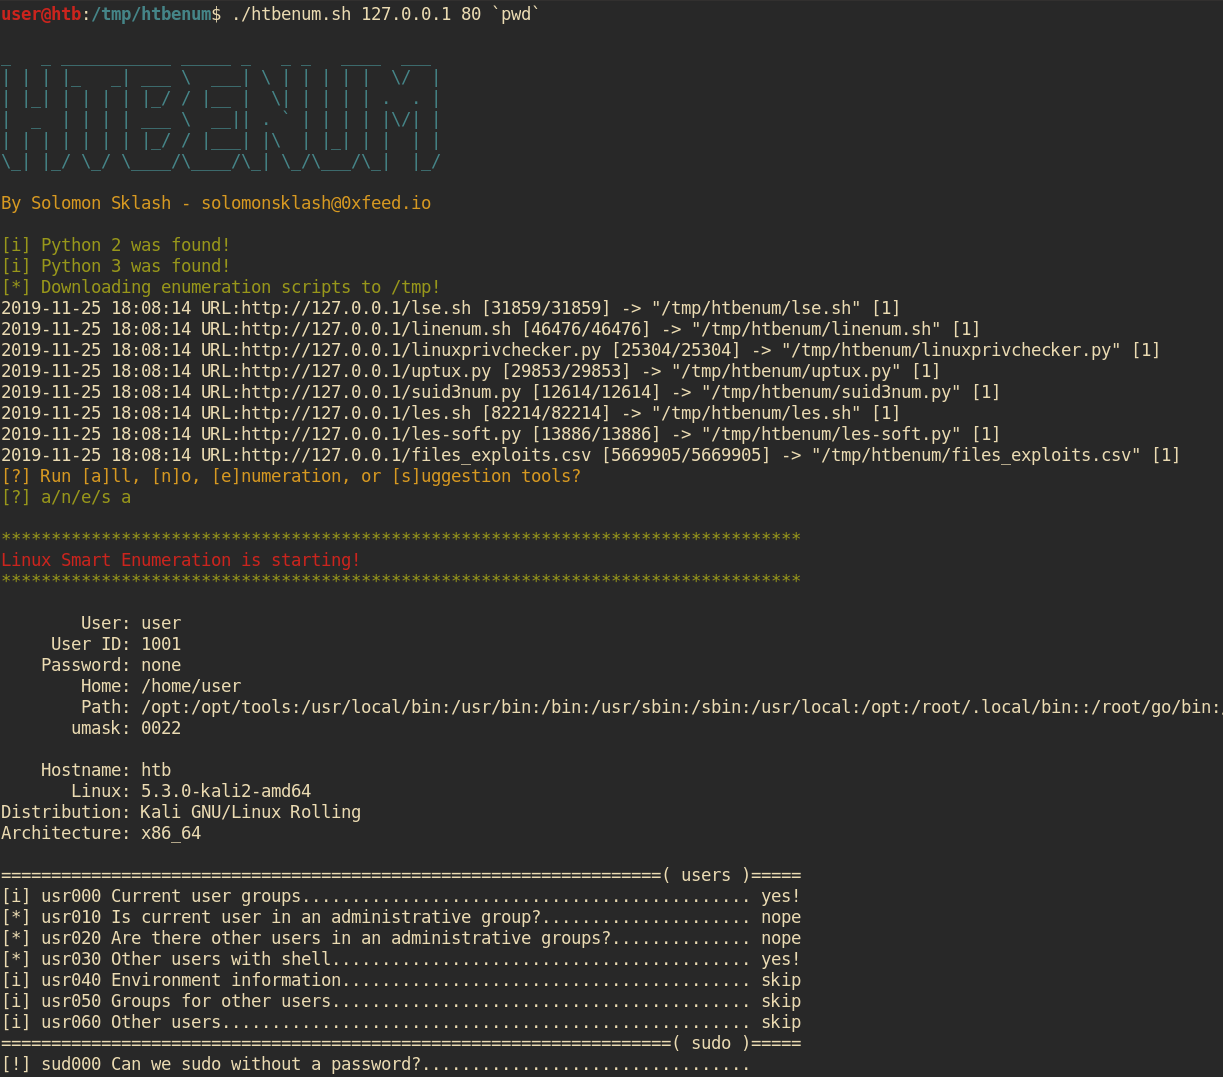 user@htb:/tmp/htbenum$ ./htbenum.sh 127.0.0.1 80 `pwd`
 _   _ ___________ _____ _   _ _   ___  ___
| | | |_   _| ___ \  ___| \ | | | | |  \/  |
| |_| | | | | |_/ / |__ |  \| | | | | .  . |
|  _  | | | | ___ \  __|| . ` | | | | |\/| |
| | | | | | | |_/ / |___| |\  | |_| | |  | |
\_| |_/ \_/ \____/\____/\_| \_/\___/\_|  |_/
By Solomon Sklash - solomonsklash@0xfeed.io
[i] Python 2 was found!
[i] Python 3 was found!
[*] Downloading enumeration scripts to /tmp!
2019-11-25 18:08:14 URL:http://127.0.0.1/lse.sh [31859/31859] -> "/tmp/htbenum/lse.sh" [1]
2019-11-25 18:08:14 URL:http://127.0.0.1/linenum.sh [46476/46476] -> "/tmp/htbenum/linenum.sh" [1]
2019-11-25 18:08:14 URL:http://127.0.0.1/linuxprivchecker.py [25304/25304] -> "/tmp/htbenum/linuxprivchecker.py" [1]
2019-11-25 18:08:14 URL:http://127.0.0.1/uptux.py [29853/29853] -> "/tmp/htbenum/uptux.py" [1]
2019-11-25 18:08:14 URL:http://127.0.0.1/suid3num.py [12614/12614] -> "/tmp/htbenum/suid3num.py" [1]
2019-11-25 18:08:14 URL:http://127.0.0.1/les.sh [82214/82214] -> "/tmp/htbenum/les.sh" [1]
2019-11-25 18:08:14 URL:http://127.0.0.1/les-soft.py [13886/13886] -> "/tmp/htbenum/les-soft.py" [1]
2019-11-25 18:08:14 URL:http://127.0.0.1/files_exploits.csv [5669905/5669905] -> "/tmp/htbenum/files_exploits.csv" [1]
[?] Run [a]ll, [n]o, [e]numeration, or [s]uggestion tools?
[?] a/n/e/s a
********************************************************************************
Linux Smart Enumeration is starting!
********************************************************************************
        User: user
     User ID: 1001
    Password: none
        Home: /home/user
        Path: /opt:/opt/tools:/usr/local/bin:/usr/bin:/bin:/usr/sbin:/sbin:/usr/local:/opt:/root/.local/bin::/root/go/bin:/
       umask: 0022
    Hostname: htb
       Linux: 5.3.0-kali2-amd64
Distribution: Kali GNU/Linux Rolling
Architecture: x86_64
==================================================================( users )=====
[i] usr000 Current user groups............................................. yes!
[*] usr010 Is current user in an administrative group?..................... nope
[*] usr020 Are there other users in an administrative groups?.............. nope
[*] usr030 Other users with shell.......................................... yes!
[i] usr040 Environment information......................................... skip
[i] usr050 Groups for other users.......................................... skip
[i] usr060 Other users..................................................... skip
===================================================================( sudo )=====
[!] sud000 Can we sudo without a password?.................................